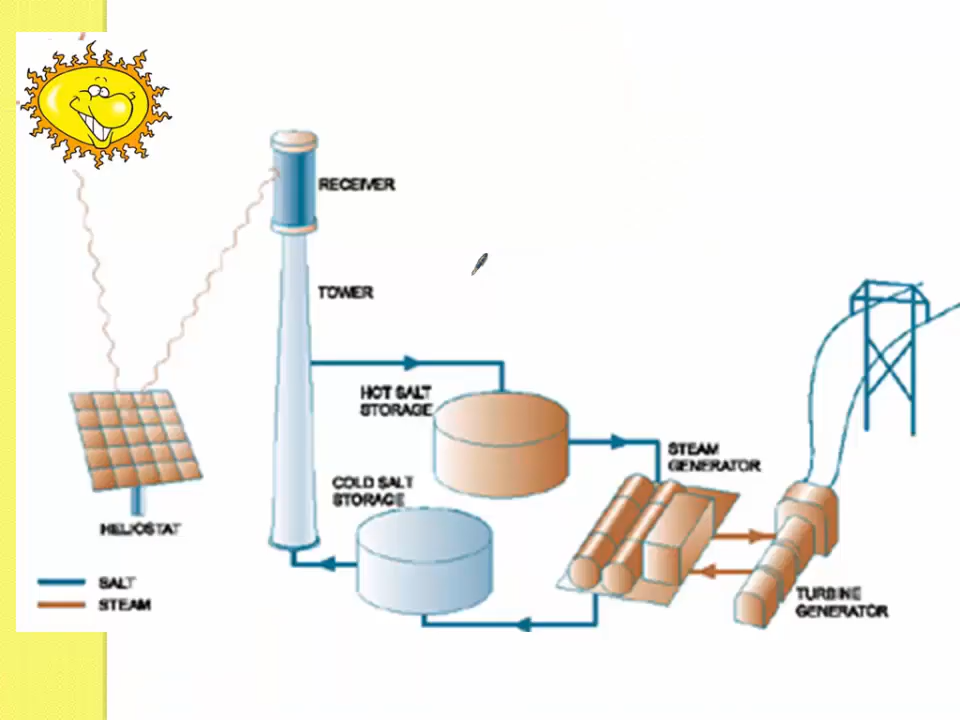 RECEIVER
TOWER
HOT SALT
STORAGE
STEAM
GENERATOR
COLD SALT
STORAGE
HELIOSTAT
SALT
STEAM
TURBINE
GENERATOR